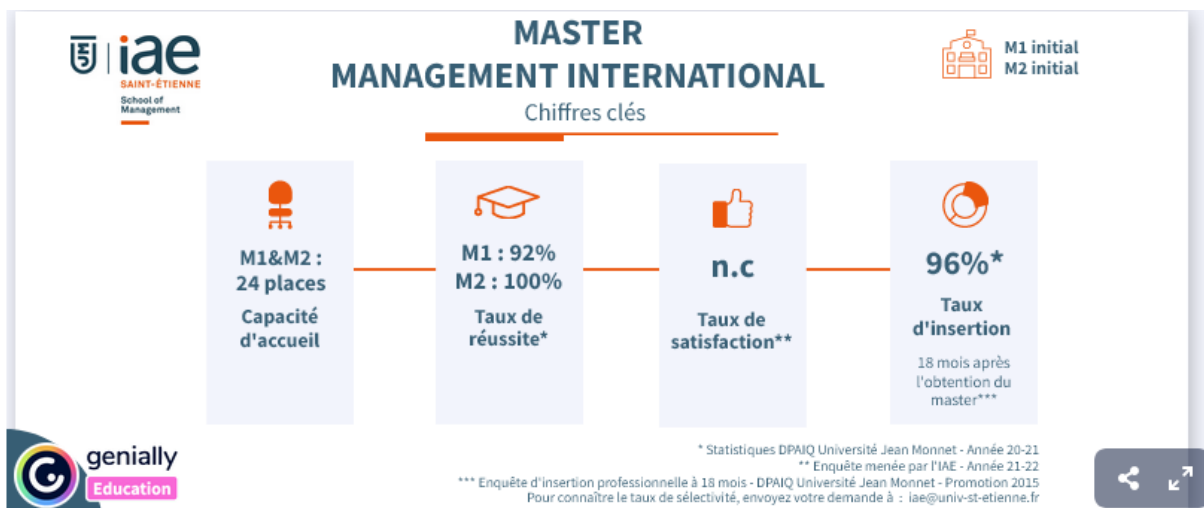 iae
SAINT-ÉTIENNE
School of
Management
MASTER
MANAGEMENT INTERNATIONAL
Chiffres clés
M1 initial
M2 initial
M1&M2 :
24 places
Capacité
d'accueil
M1 : 92%
M2 : 100%
Taux de
réussite*
n.c
Taux de
satisfaction**
96%*
Taux
d'insertion
18 mois après
l'obtention du
master***
* Statistiques DPAIQ Université Jean Monnet - Année 20-21
** Enquête menée par l'IAE - Année 21-22
*** Enquête d'insertion professionnelle à 18 mois - DPAIQ Université Jean Monnet - Promotion 2015
Pour connaître le taux de sélectivité, envoyez votre demande à : iae@univ-st-etienne.fr
genially
Education